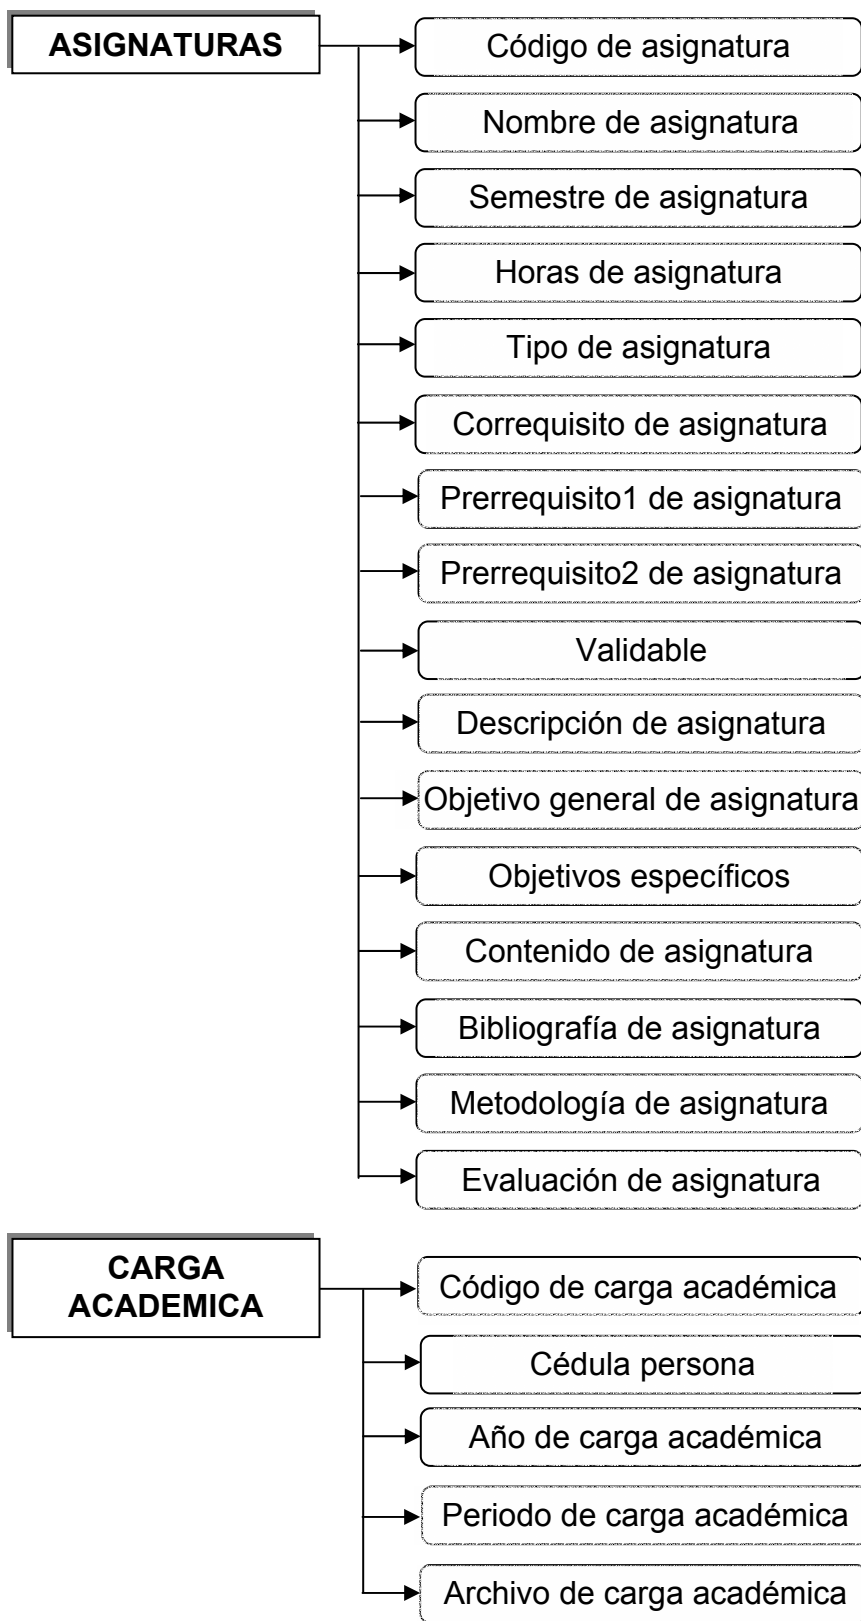 ASIGNATURAS
Código de asignatura
Nombre de asignatura
Semestre de asignatura
Horas de asignatura
Tipo de asignatura
Correquisito de asignatura
Prerrequisito1 de asignatura
Prerrequisito2 de asignatura
Validable
Descripción de asignatura
Objetivo general de asignatura
Objetivos específicos
Contenido de asignatura
Bibliografía de asignatura
Metodología de asignatura
Evaluación de asignatura
CARGA
ACADEMICA
Código de carga académica
Cédula persona
Año de carga académica
Periodo de carga académica
Archivo de carga académica